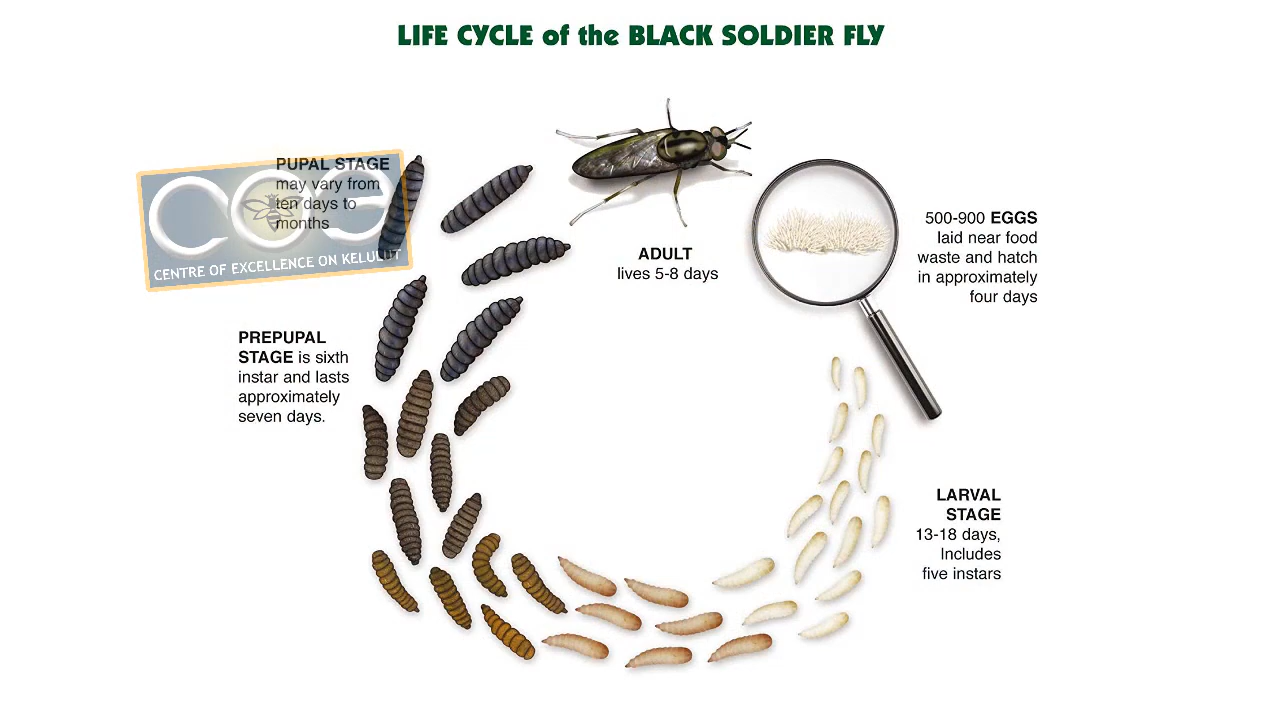 LIFE CYCLE of the BLACK SOLDIER FLY
PUPAL STAGE
may vary from
ten days to
months
coe
CENTRE OF EXCELLENCE ON KELULUT
ADULT
lives 5-8 days
500-900 EGGS
laid near food
waste and hatch
in approximately
four days
PREPUPAL
STAGE is sixth
instar and lasts
approximately
seven days.
LARVAL
STAGE
13-18 days,
Includes
five instars